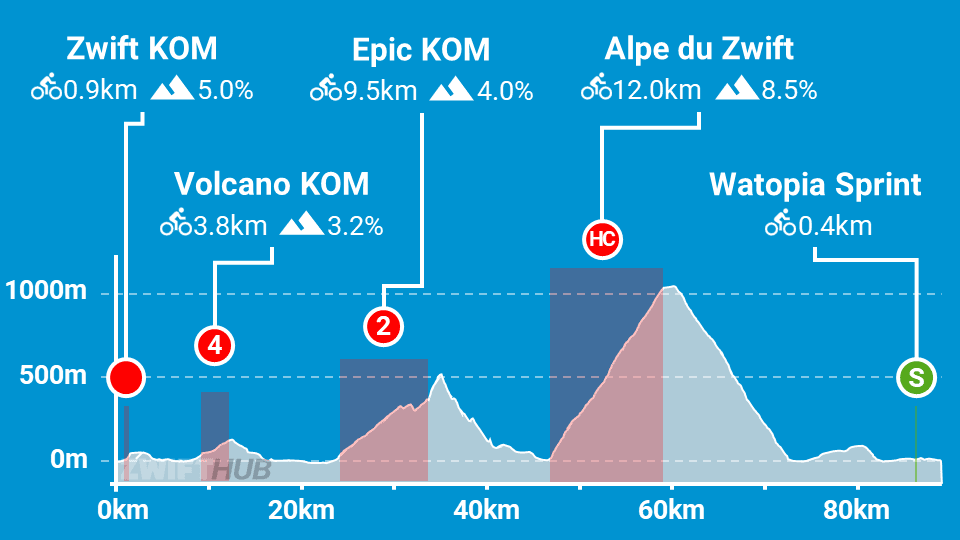 Zwift KOM
0.9km 5.0%
Epic KOM
9.5km 4.0%
Alpe du Zwift
12.0km 8.5%
Volcano KOM
3.8km 3.2%
Watopia Sprint
0.4km
HC
4
2
S
1000m
500m
0m
ZWIFTHUB
0km 20km 40km 60km 80km